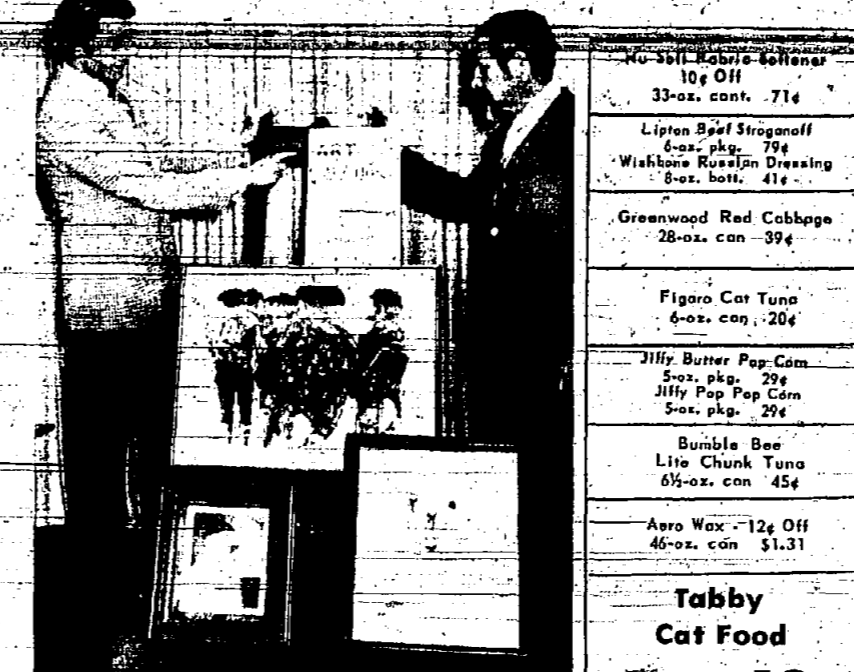 ART
Nu Soft Fabric Softener
10¢ Off
33-oz. cont. 71¢
Lipton Beef Stroganoff
6-oz. pkg. 79¢
Wishbone Russian Dressing
8-oz. bott. 41¢
Greenwood Red Cabbage
28-oz. can 39¢
Figaro Cat Tuna
6-oz. can 20¢
Jiffy Butter Pop Corn
5-oz. pkg. 29¢
Jiffy Pop Pop Corn
5-oz. pkg. 29¢
Bumble Bee
Lite Chunk Tuna
6½-oz. can 45¢
Aero Wax - 12¢ Off
46-oz. can $1.31
Tabby
Cat Food